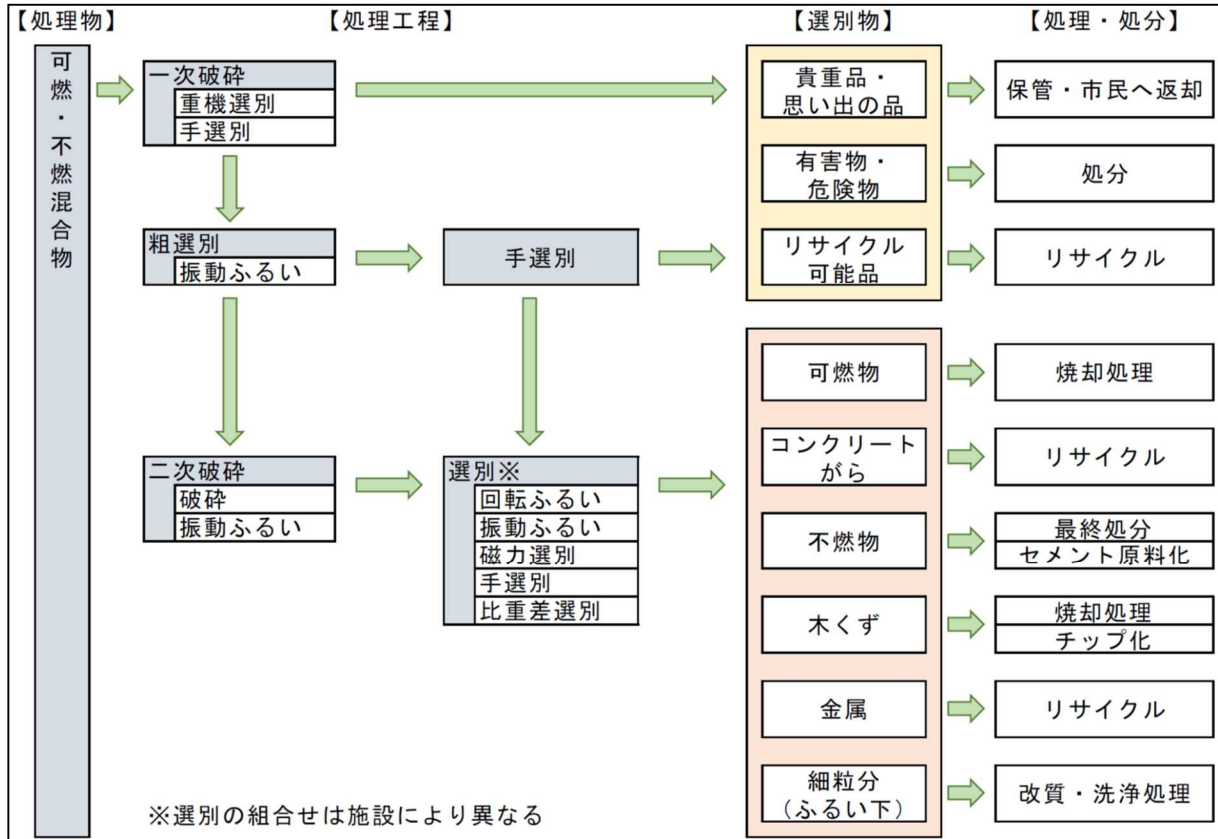 【処理物】
【処理工程】
【選別物】
【処理・処分】
可燃・不燃混合物
一次破砕
重機選別
手選別
粗選別
振動ふるい
手選別
二次破砕
破砕
振動ふるい
選別※
回転ふるい
振動ふるい
磁力選別
手選別
比重差選別
貴重品・
思い出の品
保管・市民へ返却
有害物・
危険物
処分
リサイクル
可能品
リサイクル
可燃物
焼却処理
コンクリート
がら
リサイクル
不燃物
最終処分
セメント原料化
木くず
焼却処理
チップ化
金属
リサイクル
細粒分
（ふるい下）
改質・洗浄処理
※選別の組合せは施設により異なる